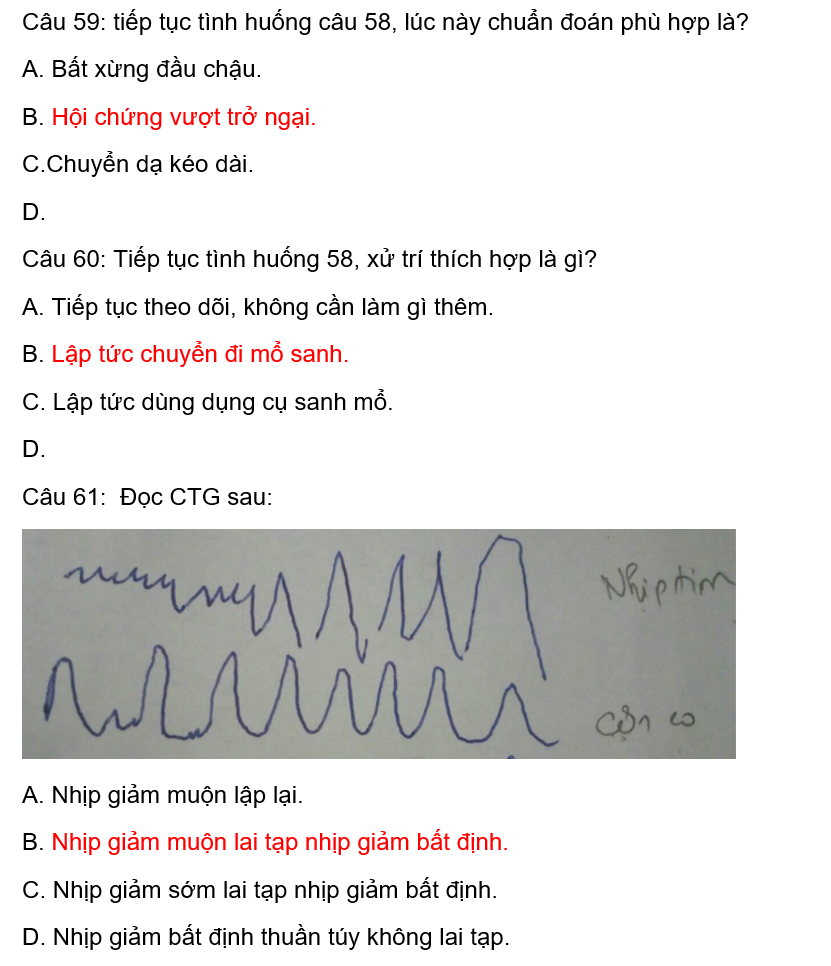 Câu 59: tiếp tục tình huống câu 58, lúc này chuẩn đoán phù hợp là?
A. Bất xừng đầu chậu.
B. Hội chứng vượt trở ngại.
C.Chuyển dạ kéo dài.
D.
Câu 60: Tiếp tục tình huống 58, xử trí thích hợp là gì?
A. Tiếp tục theo dõi, không cần làm gì thêm.
B. Lập tức chuyển đi mổ sanh.
C. Lập tức dùng dụng cụ sanh mổ.
D.
Câu 61:  Đọc CTG sau:
Nhịp tim
Cơn co
A. Nhịp giảm muộn lập lại.
B. Nhịp giảm muộn lai tạp nhịp giảm bất định.
C. Nhịp giảm sớm lai tạp nhịp giảm bất định.
D. Nhịp giảm bất định thuần túy không lai tạp.